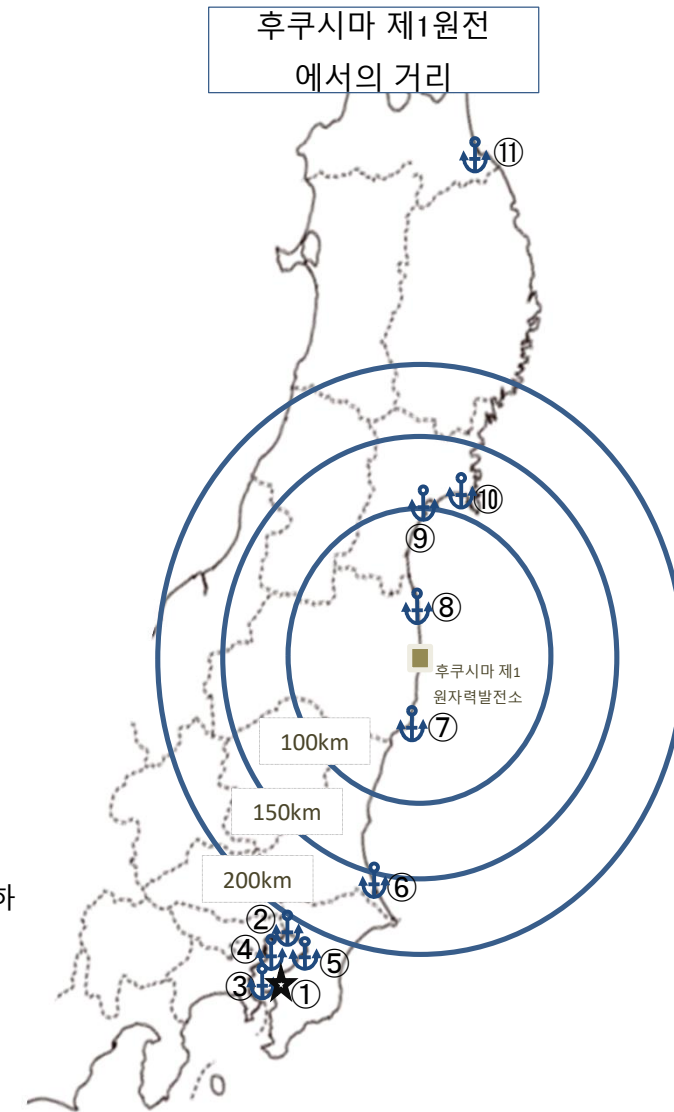 후쿠시마 제1원전
에서의 거리
⑪
⑩
⑨
⑧
후쿠시마 제1
원자력발전소
⑦
100km
150km
200km
⑥
하
②
④
⑤
③
①